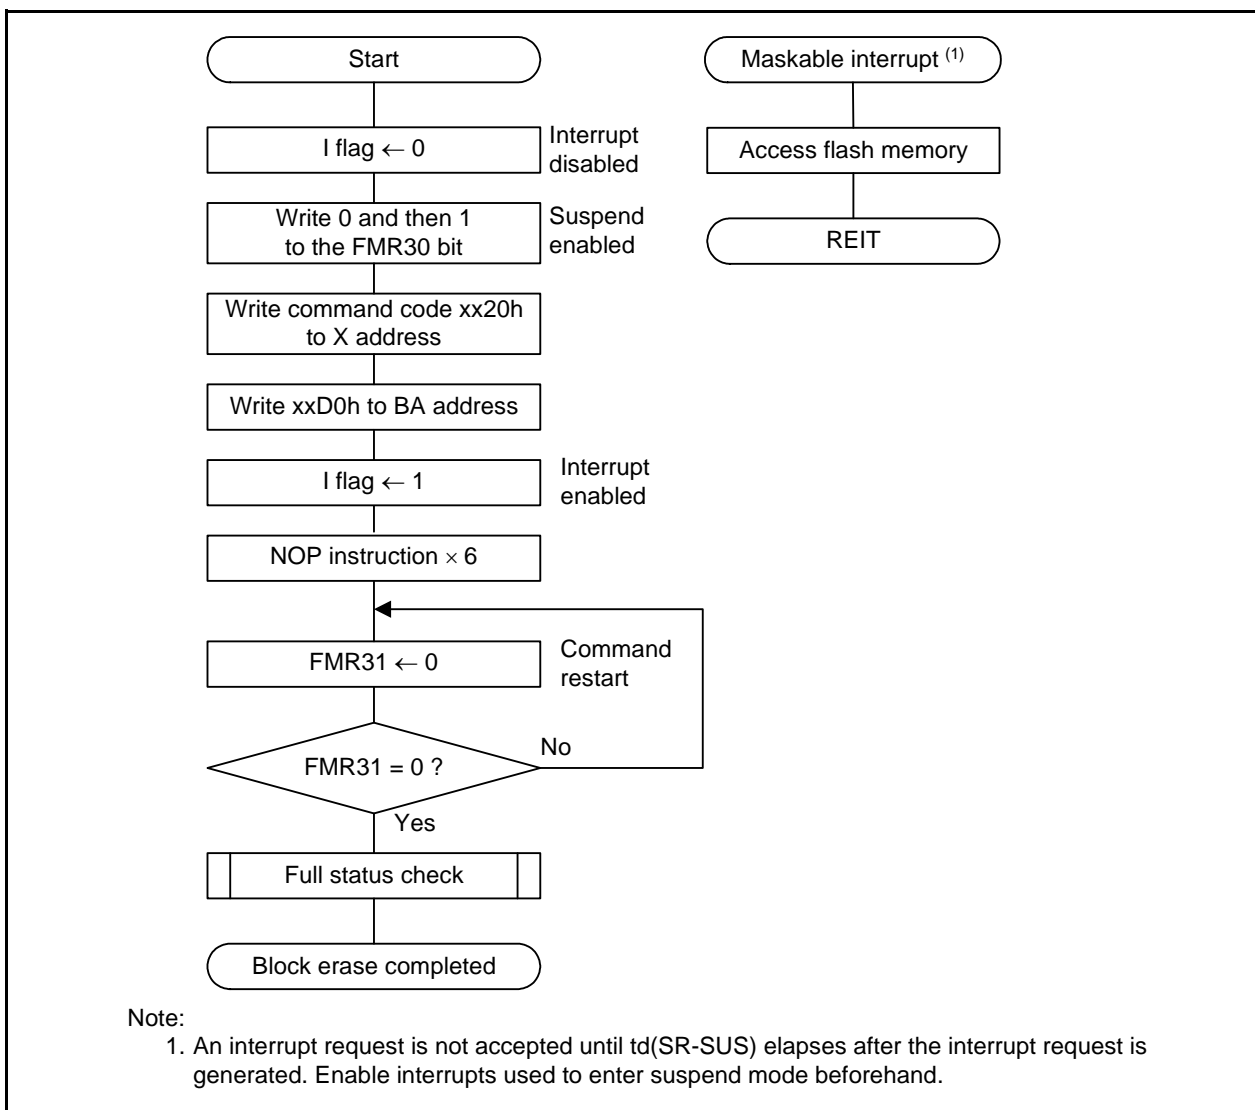 Start
I flag ← 0
Interrupt
disabled
Write 0 and then 1
to the FMR30 bit
Suspend
enabled
Write command code xx20h
to X address
Write xxD0h to BA address
I flag ← 1
Interrupt
enabled
NOP instruction × 6
FMR31 ← 0
Command
restart
FMR31 = 0 ?
No
Yes
Full status check
Block erase completed
Maskable interrupt (1)
Access flash memory
REIT
Note:
1. An interrupt request is not accepted until td(SR-SUS) elapses after the interrupt request is
generated. Enable interrupts used to enter suspend mode beforehand.